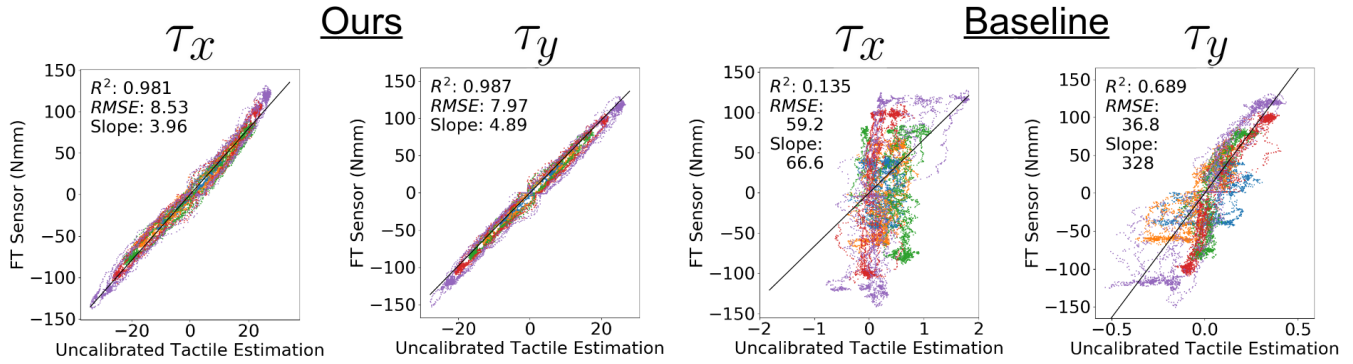 Ours
τx
τy
R²: 0.981
RMSE: 8.53
Slope: 3.96
150
100
50
0
−50
−100
−150
FT Sensor (Nmm)
−20
0
20
Uncalibrated Tactile Estimation
R²: 0.987
RMSE: 7.97
Slope: 4.89
150
100
50
0
−50
−100
−150
FT Sensor (Nmm)
−20
0
20
Uncalibrated Tactile Estimation
Baseline
τx
τy
R²: 0.135
RMSE:
59.2
Slope:
66.6
150
100
50
0
−50
−100
−150
FT Sensor (Nmm)
−2
−1
0
1
2
Uncalibrated Tactile Estimation
R²: 0.689
RMSE:
36.8
Slope:
328
150
100
50
0
−50
−100
−150
FT Sensor (Nmm)
−0.5
0.0
0.5
Uncalibrated Tactile Estimation